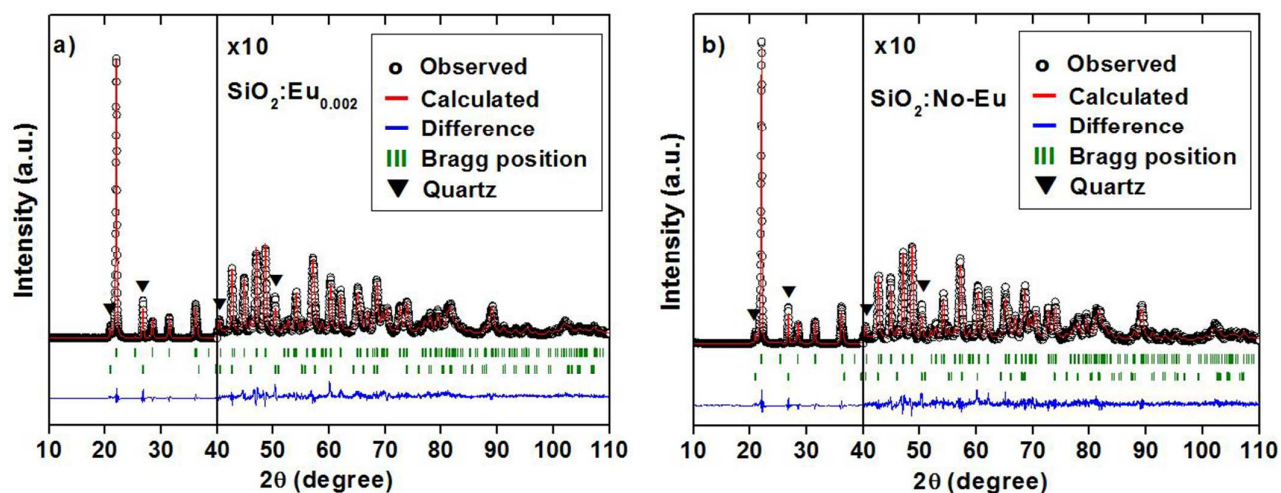 a)
x10
SiO₂:Eu₀.₀₀₂
Observed
Calculated
Difference
Bragg position
Quartz
Intensity (a.u.)
10 20 30 40 50 60 70 80 90 100 110
2θ (degree)
b)
x10
SiO₂:No-Eu
Observed
Calculated
Difference
Bragg position
Quartz
Intensity (a.u.)
10 20 30 40 50 60 70 80 90 100 110
2θ (degree)